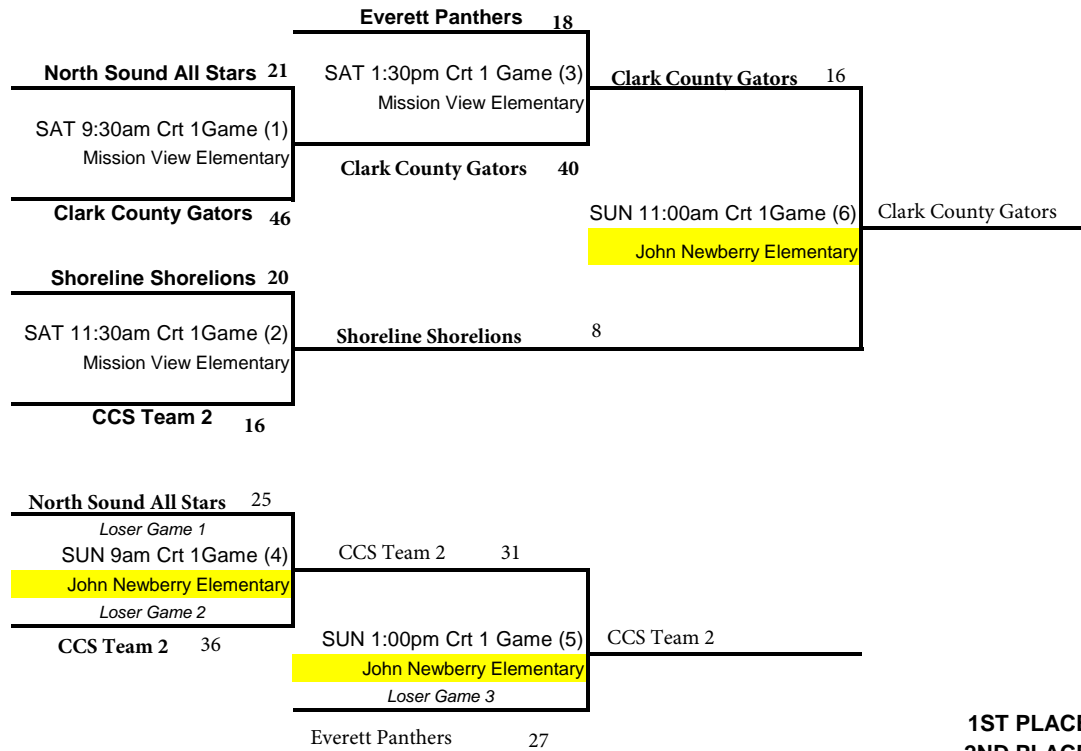 Everett Panthers 18
North Sound All Stars 21
SAT 1:30pm Crt 1 Game (3)
Clark County Gators 16
Mission View Elementary
SAT 9:30am Crt 1Game (1)
Mission View Elementary
Clark County Gators 40
Clark County Gators 46
SUN 11:00am Crt 1Game (6)
Clark County Gators
John Newberry Elementary
Shoreline Shorelions 20
SAT 11:30am Crt 1Game (2)
Shoreline Shorelions 8
Mission View Elementary
CCS Team 2 16
North Sound All Stars 25
Loser Game 1
SUN 9am Crt 1Game (4)
CCS Team 2 31
John Newberry Elementary
Loser Game 2
CCS Team 2 36
SUN 1:00pm Crt 1 Game (5)
CCS Team 2
John Newberry Elementary
Loser Game 3
Everett Panthers 27
1ST PLACE
2ND PLACE